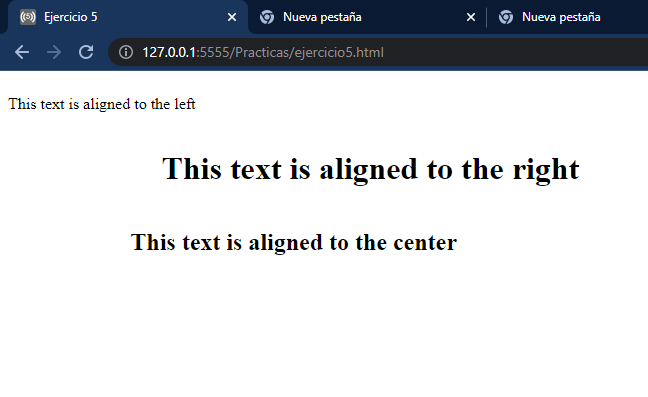 Ejercicio 5
Nueva pestaña
Nueva pestaña
127.0.0.1:5555/Practicas/ejercicio5.html
This text is aligned to the left
This text is aligned to the right
This text is aligned to the center